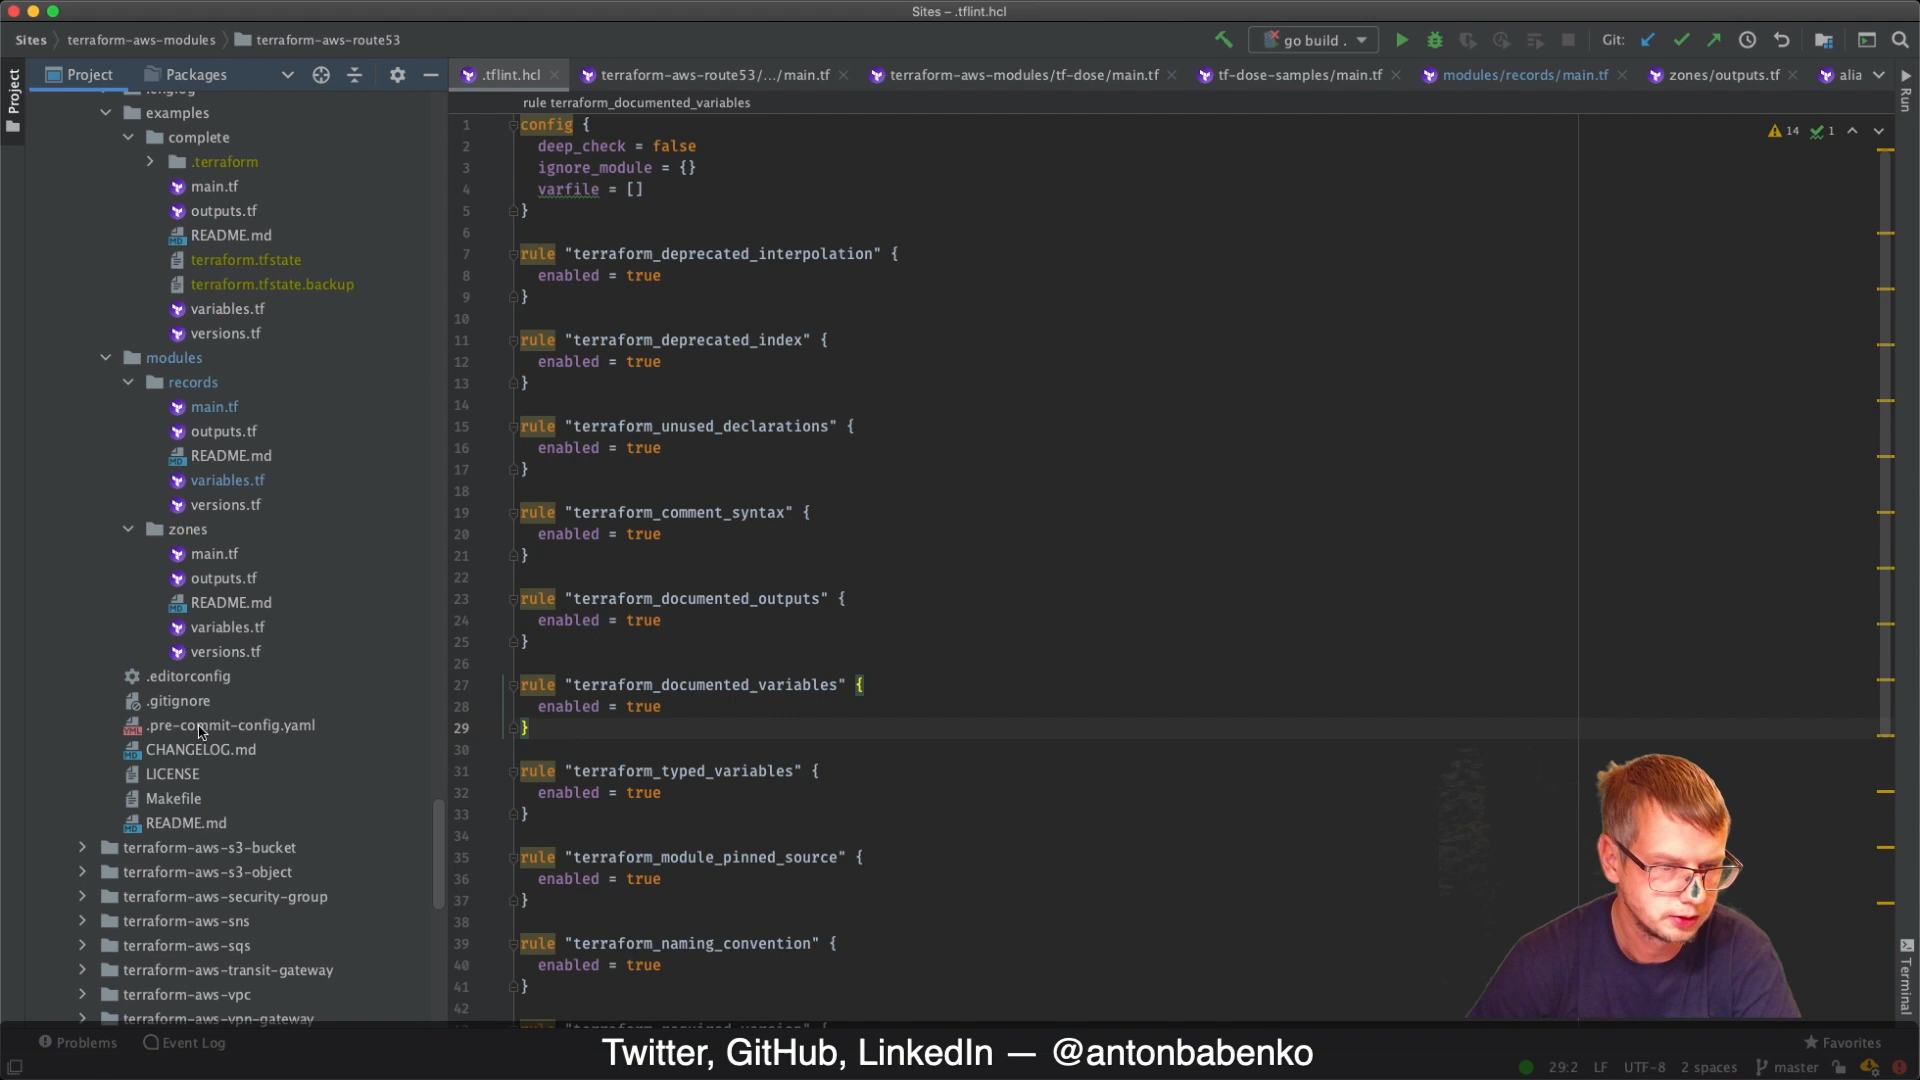 Sites – .tflint.hcl
Sites
terraform-aws-modules
terraform-aws-route53
go build .
Git:
Project
Packages
.tflint.hcl
terraform-aws-route53/.../main.tf
terraform-aws-modules/tf-dose/main.tf
tf-dose-samples/main.tf
modules/records/main.tf
zones/outputs.tf
alia
Project
Run
rule terraform_documented_variables
14
1
examples
complete
.terraform
main.tf
outputs.tf
README.md
terraform.tfstate
terraform.tfstate.backup
variables.tf
versions.tf
modules
records
main.tf
outputs.tf
README.md
variables.tf
versions.tf
zones
main.tf
outputs.tf
README.md
variables.tf
versions.tf
.editorconfig
.gitignore
.pre-commit-config.yaml
CHANGELOG.md
LICENSE
Makefile
README.md
terraform-aws-s3-bucket
terraform-aws-s3-object
terraform-aws-security-group
terraform-aws-sns
terraform-aws-sqs
terraform-aws-transit-gateway
terraform-aws-vpc
terraform-aws-vpn-gateway
1 config {
2 deep_check = false
3 ignore_module = {}
4 varfile = []
5 }
6
7 rule "terraform_deprecated_interpolation" {
8 enabled = true
9 }
10
11 rule "terraform_deprecated_index" {
12 enabled = true
13 }
14
15 rule "terraform_unused_declarations" {
16 enabled = true
17 }
18
19 rule "terraform_comment_syntax" {
20 enabled = true
21 }
22
23 rule "terraform_documented_outputs" {
24 enabled = true
25 }
26
27 rule "terraform_documented_variables" {
28 enabled = true
29 }
30
31 rule "terraform_typed_variables" {
32 enabled = true
33 }
34
35 rule "terraform_module_pinned_source" {
36 enabled = true
37 }
38
39 rule "terraform_naming_convention" {
40 enabled = true
41 }
42
Terminal
Problems
Event Log
Twitter, GitHub, LinkedIn — @antonbabenko
Favorites
29:2
LF
UTF-8
2 spaces
master